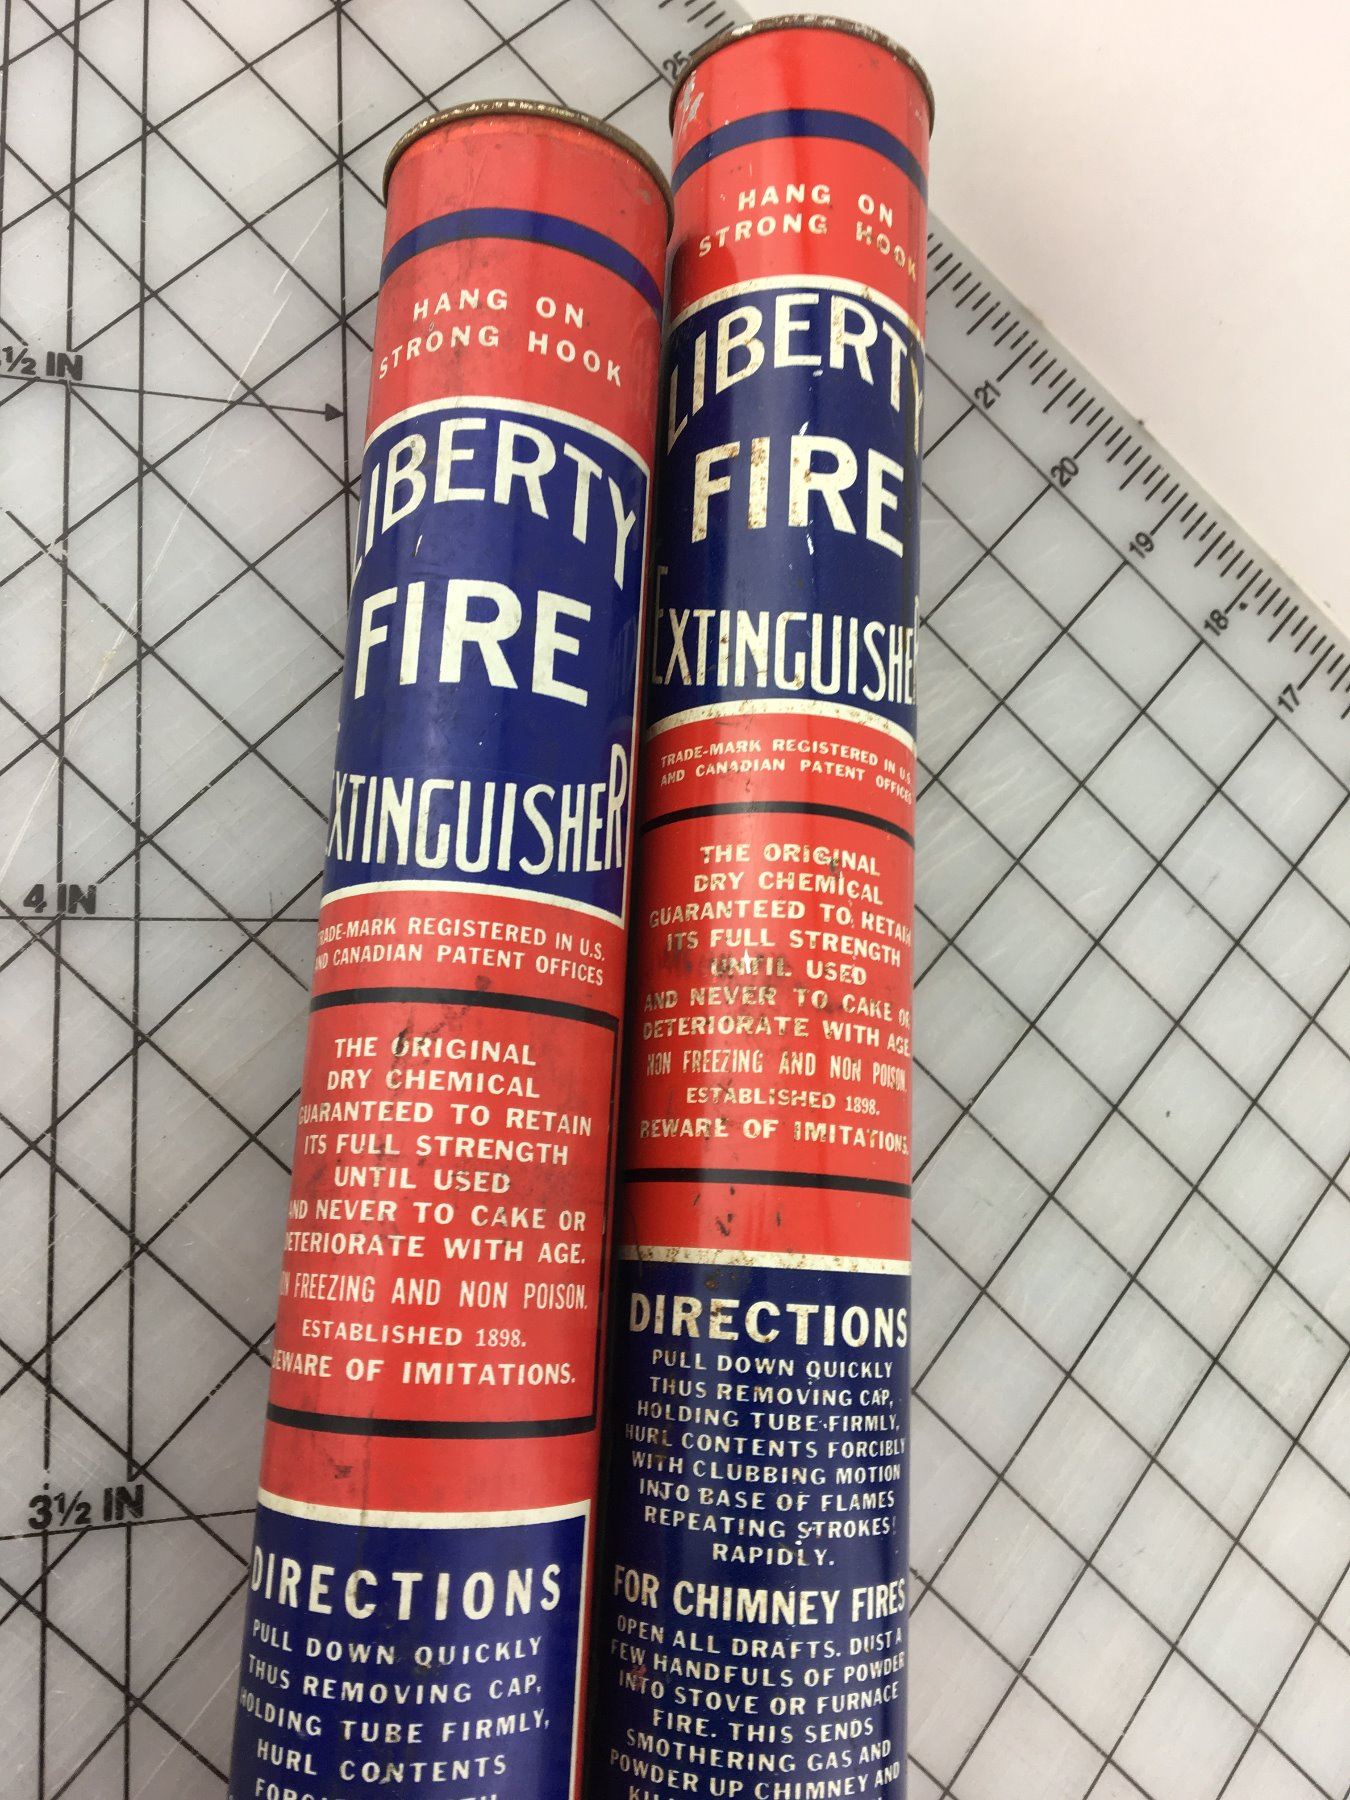 HANG ON
STRONG HOOK
LIBERTY
FIRE
EXTINGUISHER
TRADE-MARK REGISTERED IN U.S.
AND CANADIAN PATENT OFFICES
THE ORIGINAL
DRY CHEMICAL
GUARANTEED TO RETAIN
ITS FULL STRENGTH
UNTIL USED
AND NEVER TO CAKE OR
DETERIORATE WITH AGE.
NON FREEZING AND NON POISON.
ESTABLISHED 1898.
BEWARE OF IMITATIONS.
DIRECTIONS
PULL DOWN QUICKLY
THUS REMOVING CAP,
HOLDING TUBE FIRMLY,
HURL CONTENTS
HANG ON
STRONG HOOK
LIBERTY
FIRE
EXTINGUISHER
TRADE-MARK REGISTERED IN U.S.
AND CANADIAN PATENT OFFICES
THE ORIGINAL
DRY CHEMICAL
GUARANTEED TO RETAIN
ITS FULL STRENGTH
UNTIL USED
AND NEVER TO CAKE OR
DETERIORATE WITH AGE.
NON FREEZING AND NON POISON.
ESTABLISHED 1898.
BEWARE OF IMITATIONS.
DIRECTIONS
PULL DOWN QUICKLY
THUS REMOVING CAP,
HOLDING TUBE FIRMLY,
HURL CONTENTS FORCIBLY
WITH CLUBBING MOTION
INTO BASE OF FLAMES
REPEATING STROKES
RAPIDLY.
FOR CHIMNEY FIRES
OPEN ALL DRAFTS. DUST A
FEW HANDFULS OF POWDER
INTO STOVE OR FURNACE
FIRE. THIS SENDS
SMOTHERING GAS AND
POWDER UP CHIMNEY AND
½ IN
4 IN
3½ IN
25
21
20
19
18
17